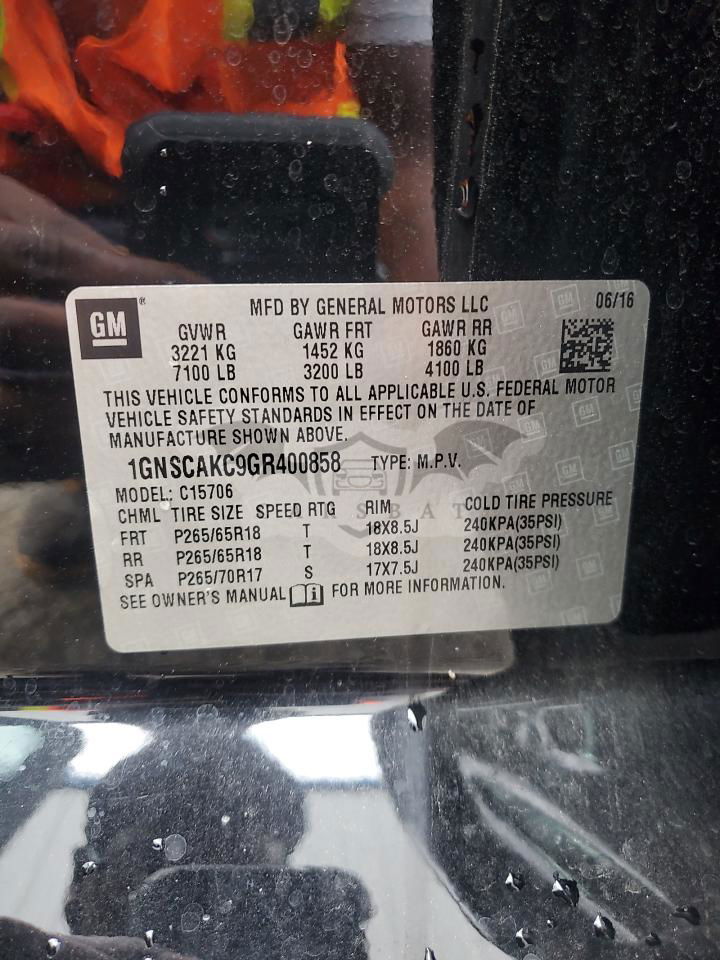 GM ® MFD BY GENERAL MOTORS LLC 06/16
GVWR GAWR FRT GAWR RR
3221 KG 1452 KG 1860 KG
7100 LB 3200 LB 4100 LB
THIS VEHICLE CONFORMS TO ALL APPLICABLE U.S. FEDERAL MOTOR
VEHICLE SAFETY STANDARDS IN EFFECT ON THE DATE OF
MANUFACTURE SHOWN ABOVE.
1GNSCAKC9GR400858 TYPE: M.P.V.
MODEL: C15706
CHML TIRE SIZE SPEED RTG RIM COLD TIRE PRESSURE
FRT P265/65R18 T 18X8.5J 240KPA(35PSI)
RR P265/65R18 T 18X8.5J 240KPA(35PSI)
SPA P265/70R17 S 17X7.5J 240KPA(35PSI)
SEE OWNER'S MANUAL FOR MORE INFORMATION.